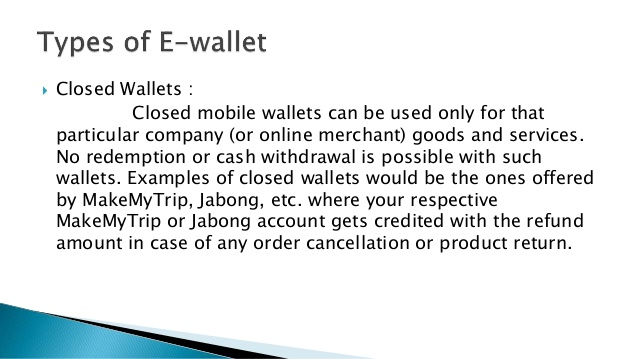 Types of E-wallet
Closed Wallets :
Closed mobile wallets can be used only for that
particular company (or online merchant) goods and services.
No redemption or cash withdrawal is possible with such
wallets. Examples of closed wallets would be the ones offered
by MakeMyTrip, Jabong, etc. where your respective
MakeMyTrip or Jabong account gets credited with the refund
amount in case of any order cancellation or product return.